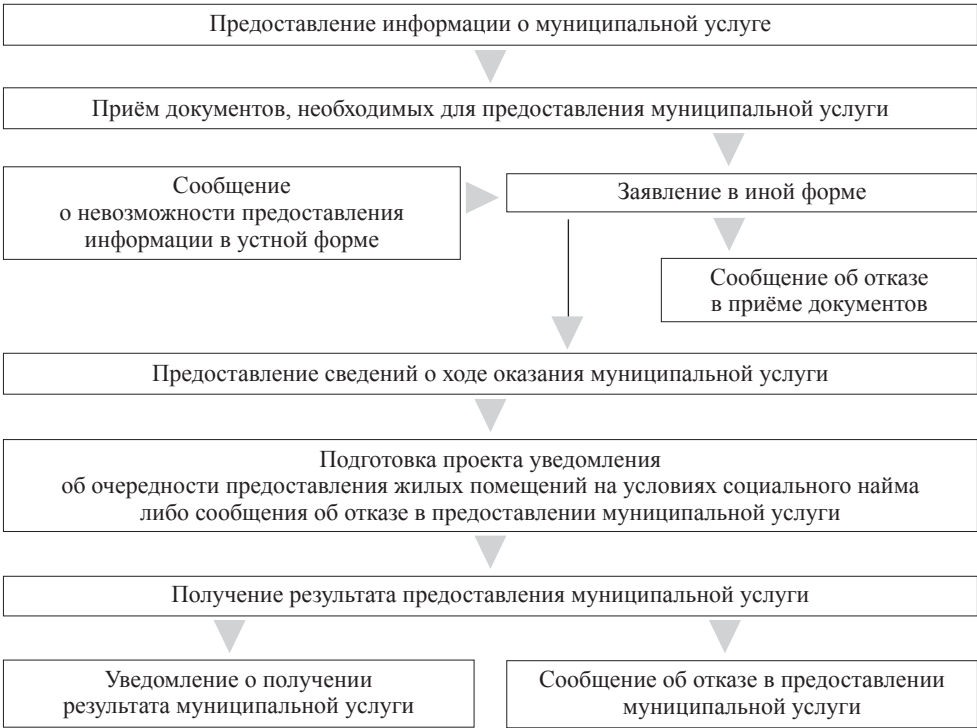 Предоставление информации о муниципальной услуге
Приём документов, необходимых для предоставления муниципальной услуги
Сообщение
о невозможности предоставления
информации в устной форме
Заявление в иной форме
Сообщение об отказе
в приёме документов
Предоставление сведений о ходе оказания муниципальной услуги
Подготовка проекта уведомления
об очередности предоставления жилых помещений на условиях социального найма
либо сообщения об отказе в предоставлении муниципальной услуги
Получение результата предоставления муниципальной услуги
Уведомление о получении
результата муниципальной услуги
Сообщение об отказе в предоставлении
муниципальной услуги